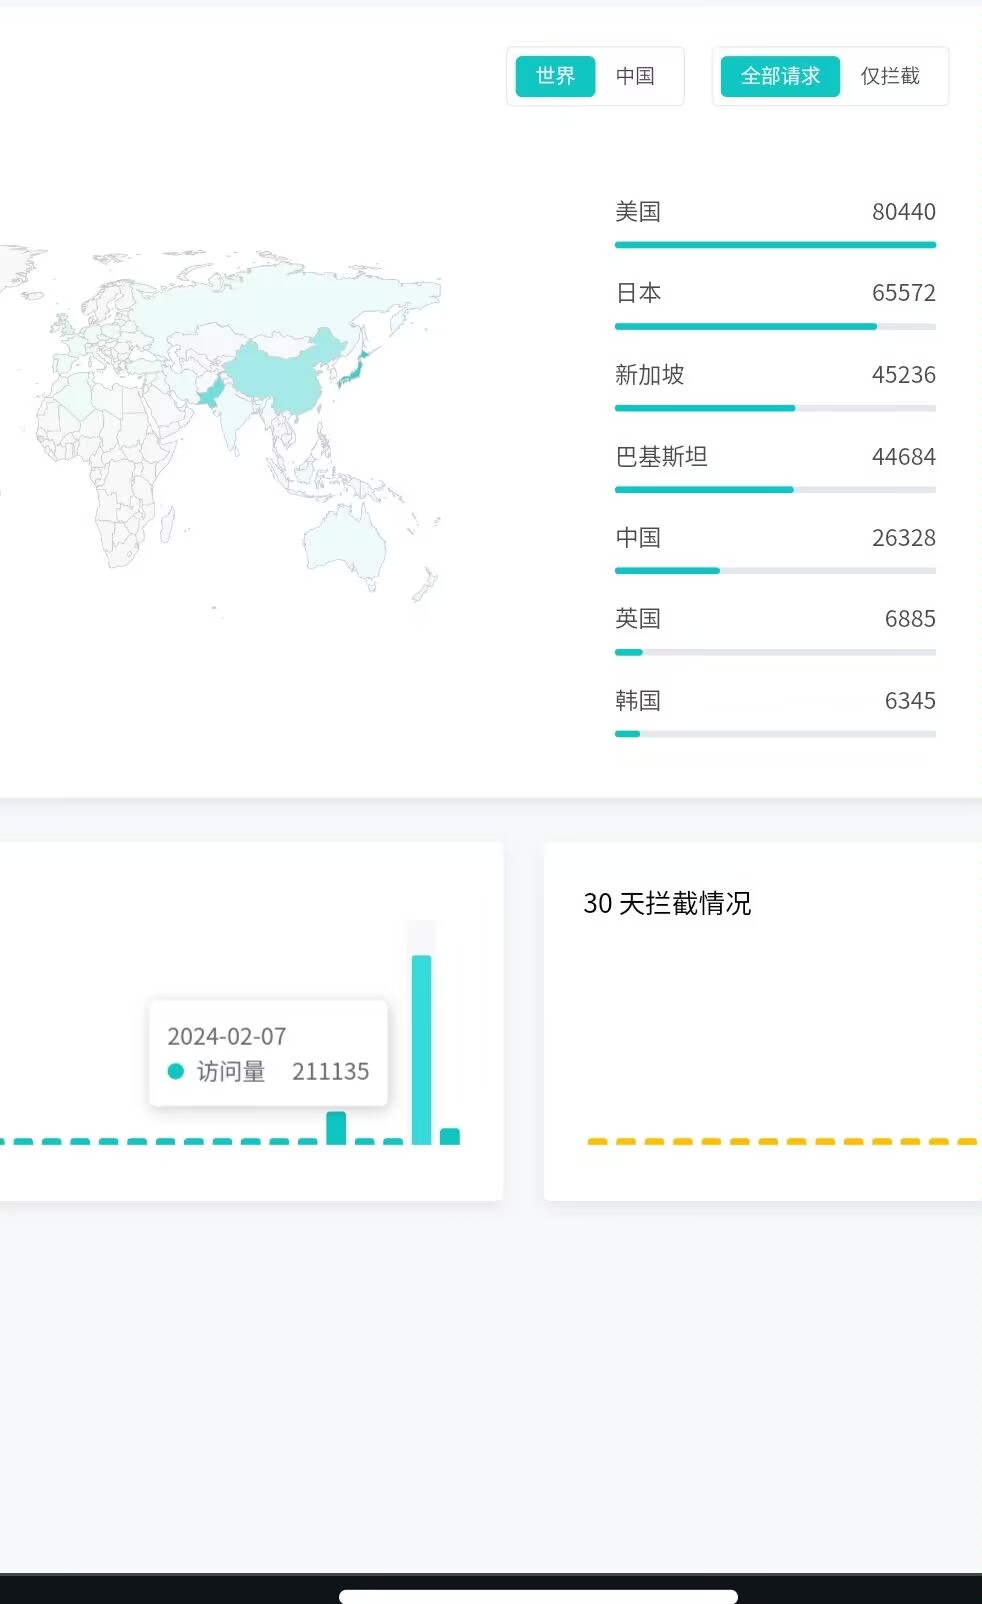 世界 中国 全部请求 仅拦截
美国 80440
日本 65572
新加坡 45236
巴基斯坦 44684
中国 26328
英国 6885
韩国 6345
2024-02-07
访问量 211135
30 天拦截情况